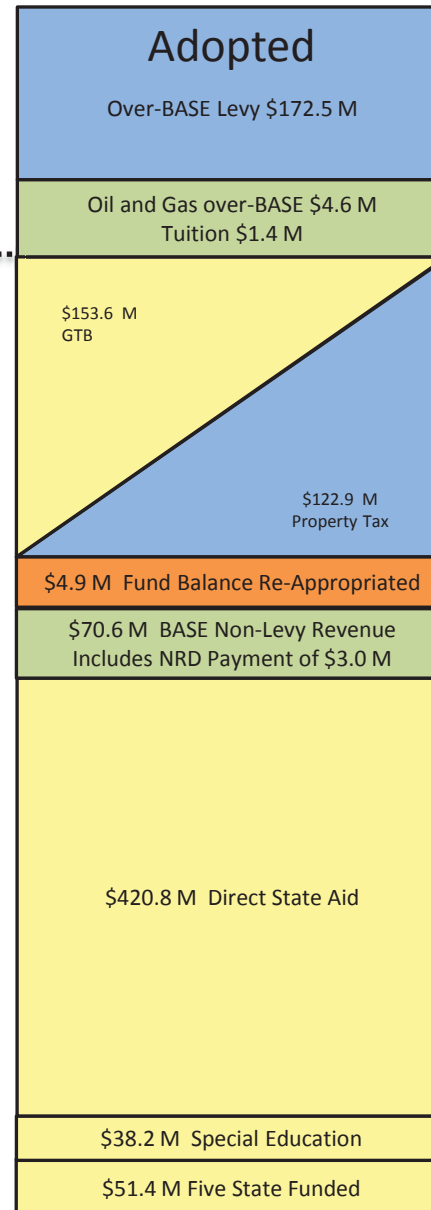 Adopted
Over-BASE Levy $172.5 M
Oil and Gas over-BASE $4.6 M
Tuition $1.4 M
$153.6 M
GTB
$122.9 M
Property Tax
$4.9 M Fund Balance Re-Appropriated
$70.6 M BASE Non-Levy Revenue
Includes NRD Payment of $3.0 M
$420.8 M Direct State Aid
$38.2 M Special Education
$51.4 M Five State Funded